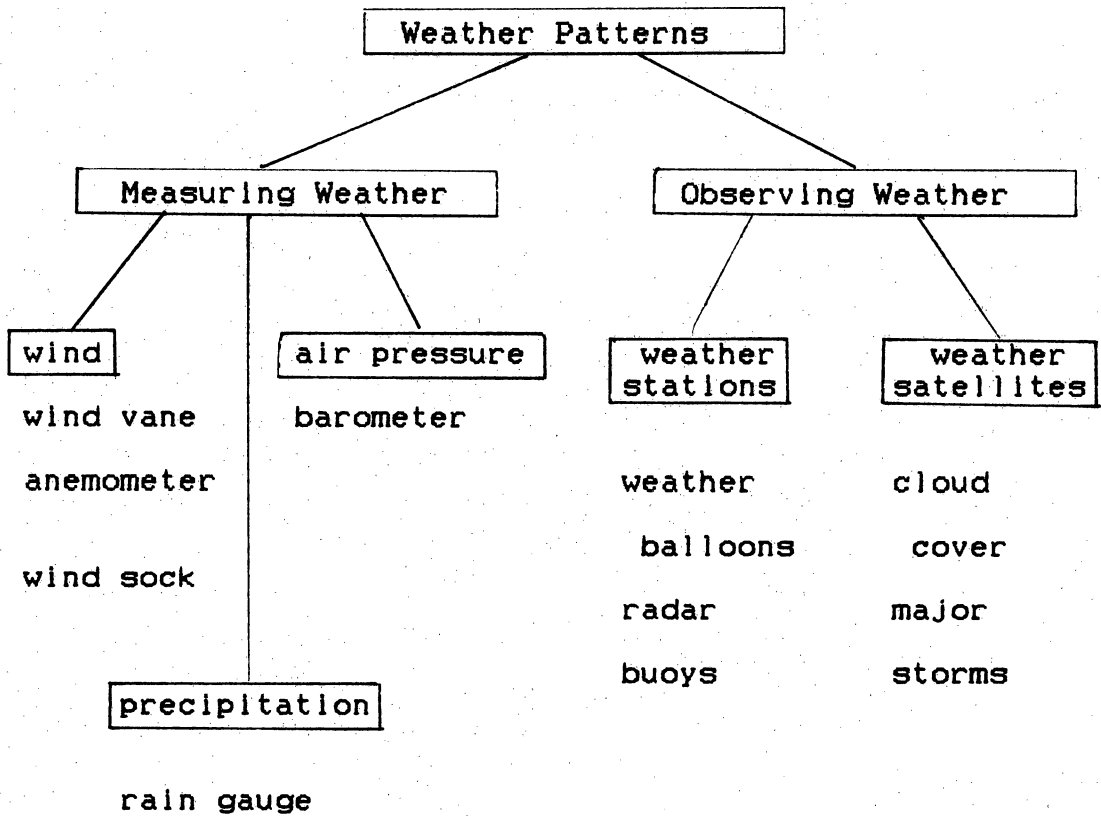 Weather Patterns
Measuring Weather
Observing Weather
wind
wind vane
anemometer
wind sock
air pressure
barometer
precipitation
rain gauge
weather
stations
weather
balloons
radar
buoys
weather
satellites
cloud
cover
major
storms